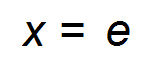 x = e